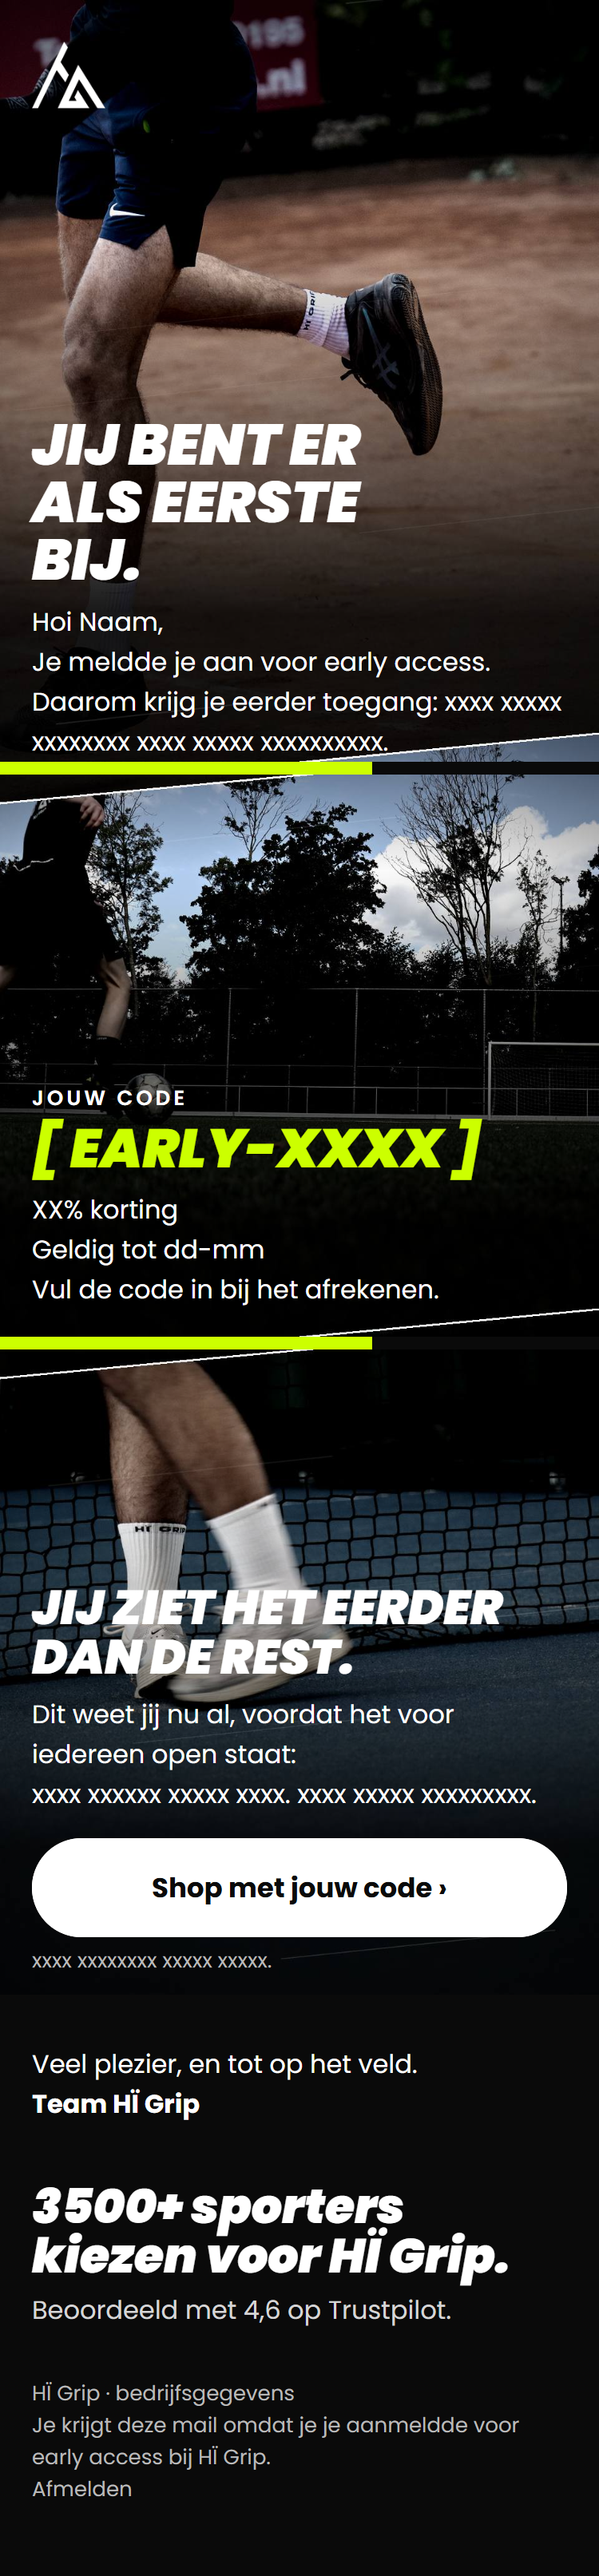 195
.nl
HÏ GRIP
JIJ BENT ER
ALS EERSTE
BIJ.
Hoi Naam,
Je meldde je aan voor early access.
Daarom krijg je eerder toegang: xxxx xxxxx
xxxxxxxx xxxx xxxxx xxxxxxxxxx.
JOUW CODE
[ EARLY-XXXX ]
XX% korting
Geldig tot dd-mm
Vul de code in bij het afrekenen.
HÏ GRIP
JIJ ZIET HET EERDER
DAN DE REST.
Dit weet jij nu al, voordat het voor
iedereen open staat:
xxxx xxxxxx xxxxx xxxx. xxxx xxxxx xxxxxxxxx.
Shop met jouw code ›
xxxx xxxxxxxx xxxxx xxxxx.
Veel plezier, en tot op het veld.
Team HÏ Grip
3500+ sporters
kiezen voor HÏ Grip.
Beoordeeld met 4,6 op Trustpilot.
HÏ Grip · bedrijfsgegevens
Je krijgt deze mail omdat je je aanmeldde voor
early access bij HÏ Grip.
Afmelden